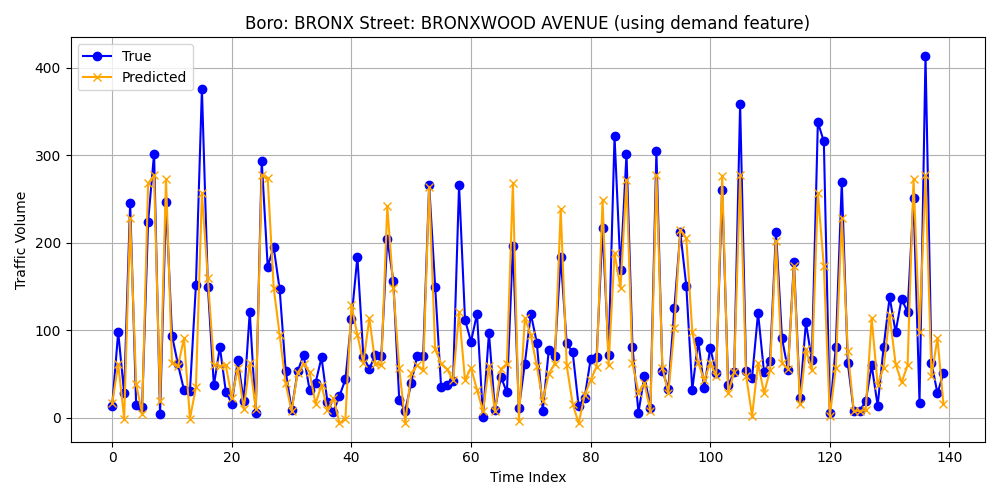 Boro: BRONX Street: BRONXWOOD AVENUE (using demand feature)
True
Predicted
Traffic Volume
400
300
200
100
0
0 20 40 60 80 100 120 140
Time Index